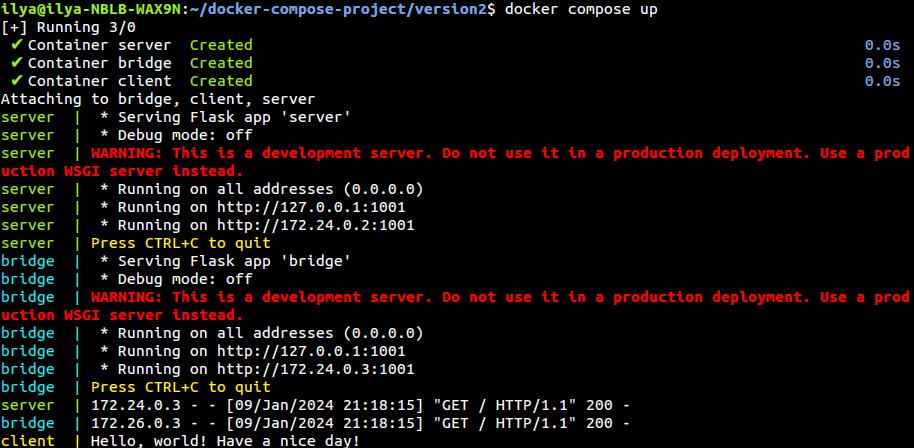 ilya@ilya-NBLB-WAX9N:~/docker-compose-project/version2$ docker compose up
[+] Running 3/0
✔ Container server  Created 0.0s
✔ Container bridge  Created 0.0s
✔ Container client  Created 0.0s
Attaching to bridge, client, server
server  |  * Serving Flask app 'server'
server  |  * Debug mode: off
server  | WARNING: This is a development server. Do not use it in a production deployment. Use a prod
uction WSGI server instead.
server  |  * Running on all addresses (0.0.0.0)
server  |  * Running on http://127.0.0.1:1001
server  |  * Running on http://172.24.0.2:1001
server  | Press CTRL+C to quit
bridge  |  * Serving Flask app 'bridge'
bridge  |  * Debug mode: off
bridge  | WARNING: This is a development server. Do not use it in a production deployment. Use a prod
uction WSGI server instead.
bridge  |  * Running on all addresses (0.0.0.0)
bridge  |  * Running on http://127.0.0.1:1001
bridge  |  * Running on http://172.24.0.3:1001
bridge  | Press CTRL+C to quit
server  | 172.24.0.3 - - [09/Jan/2024 21:18:15] "GET / HTTP/1.1" 200 -
bridge  | 172.26.0.3 - - [09/Jan/2024 21:18:15] "GET / HTTP/1.1" 200 -
client  | Hello, world! Have a nice day!